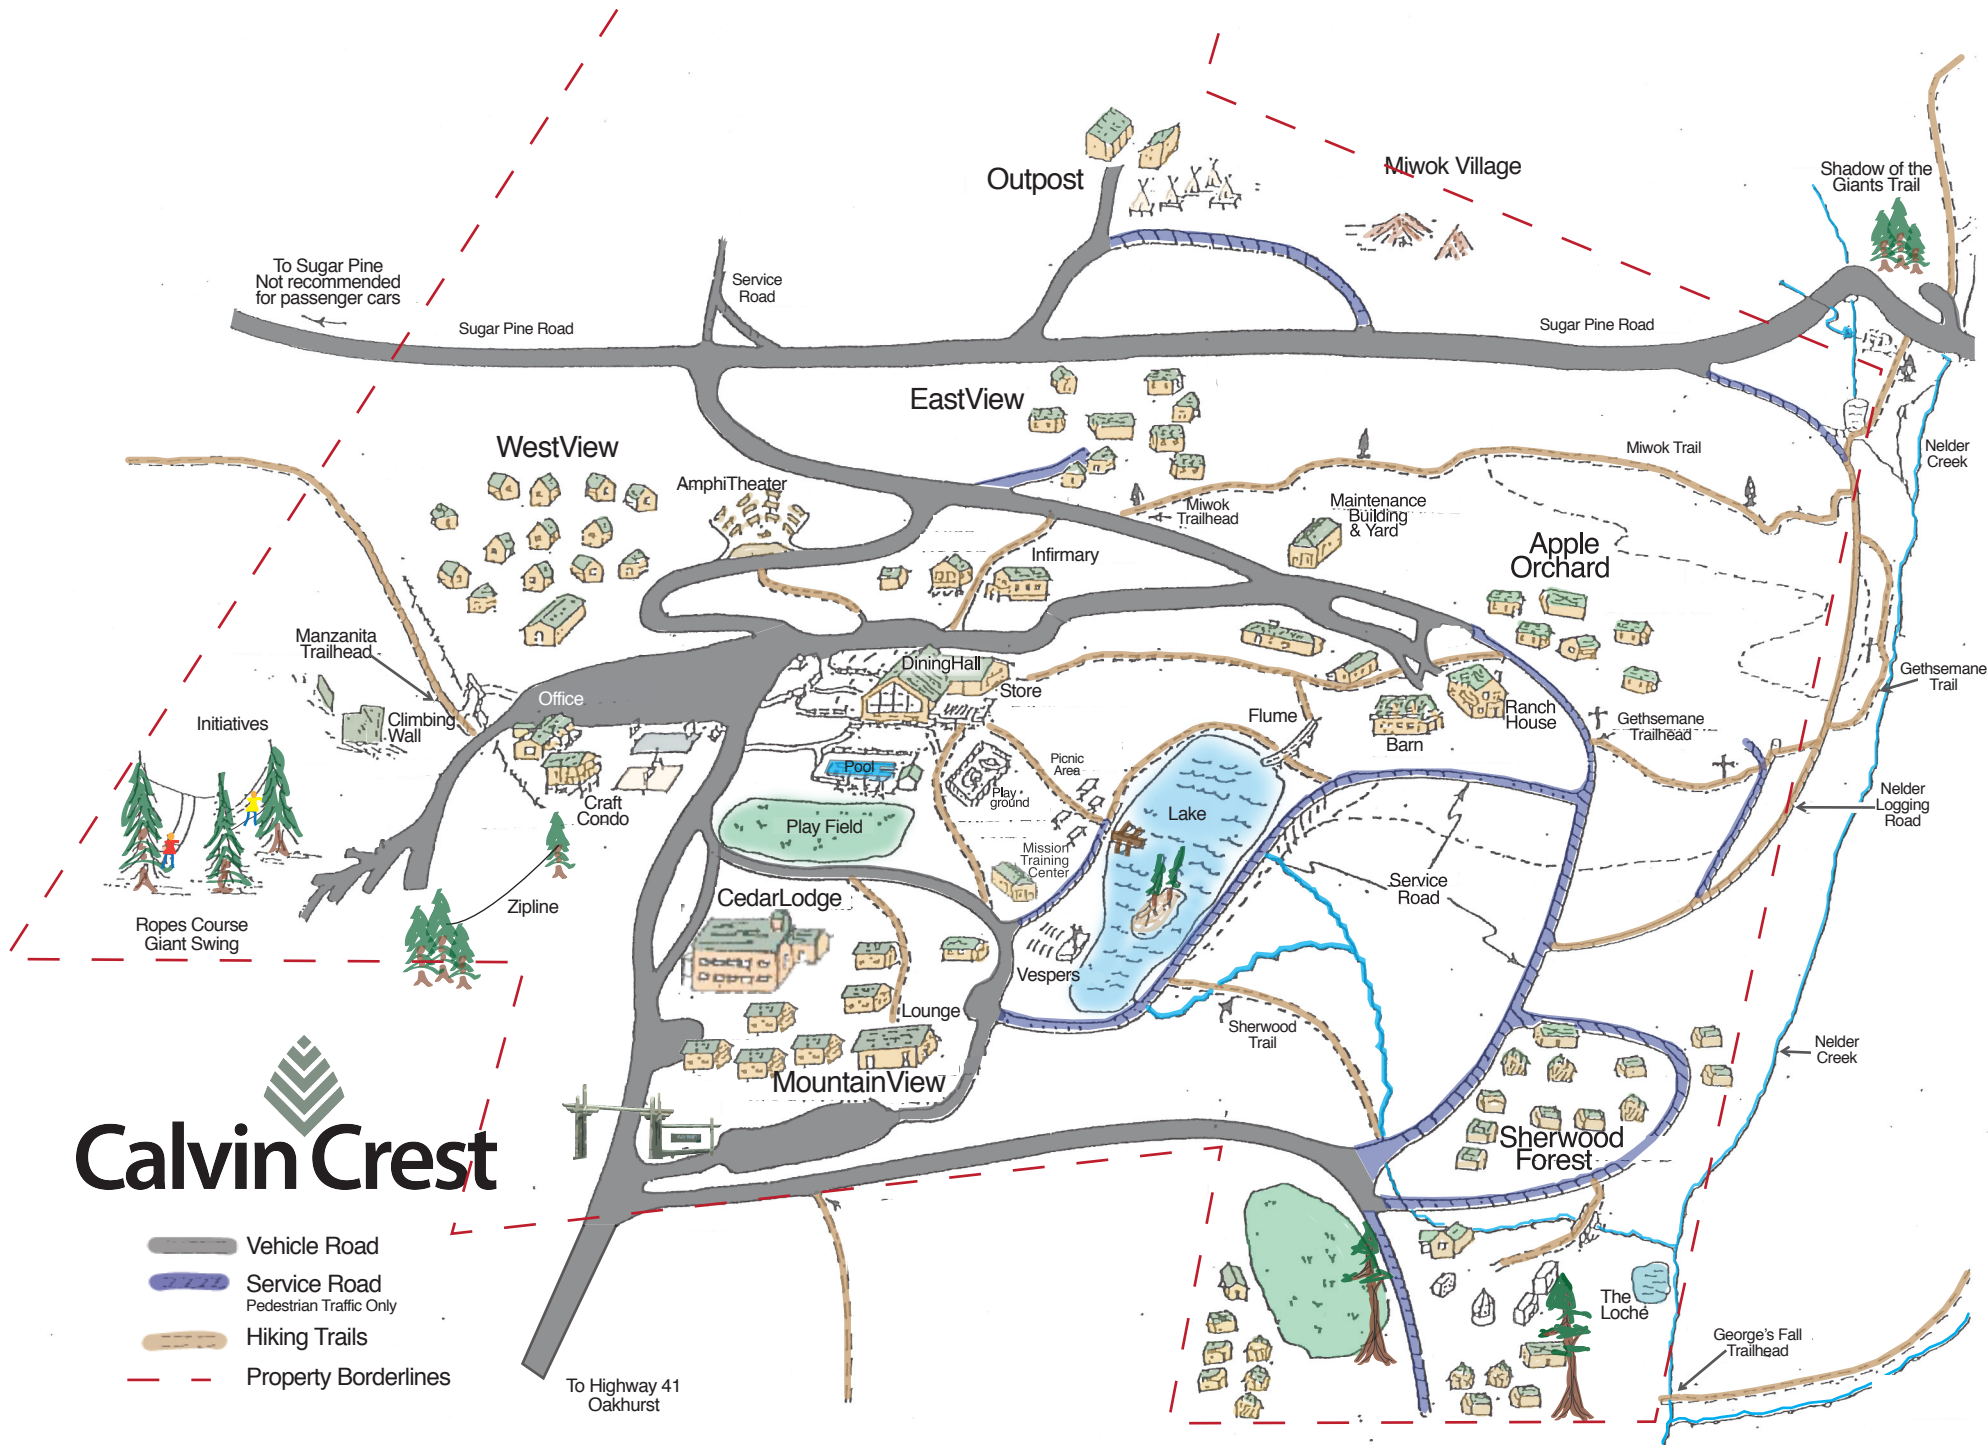 Outpost
Miwok Village
Shadow of the
Giants Trail
To Sugar Pine
Not recommended
for passenger cars
Service
Road
Sugar Pine Road
Sugar Pine Road
EastView
WestView
AmphiTheater
Miwok Trail
Nelder
Creek
Miwok
Trailhead
Maintenance
Building
& Yard
Infirmary
Apple
Orchard
Manzanita
Trailhead
DiningHall
Store
Office
Gethsemane
Trail
Initiatives
Climbing
Wall
Flume
Ranch
House
Barn
Gethsemane
Trailhead
Picnic
Area
Pool
Play
ground
Craft
Condo
Play Field
Lake
Nelder
Logging
Road
Mission
Training
Center
Service
Road
CedarLodge
Zipline
Ropes Course
Giant Swing
Vespers
Lounge
Sherwood
Trail
Nelder
Creek
MountainView
Calvin Crest
Sherwood
Forest
Vehicle Road
Service Road
Pedestrian Traffic Only
Hiking Trails
Property Borderlines
The
Loche
George's Fall
Trailhead
To Highway 41
Oakhurst